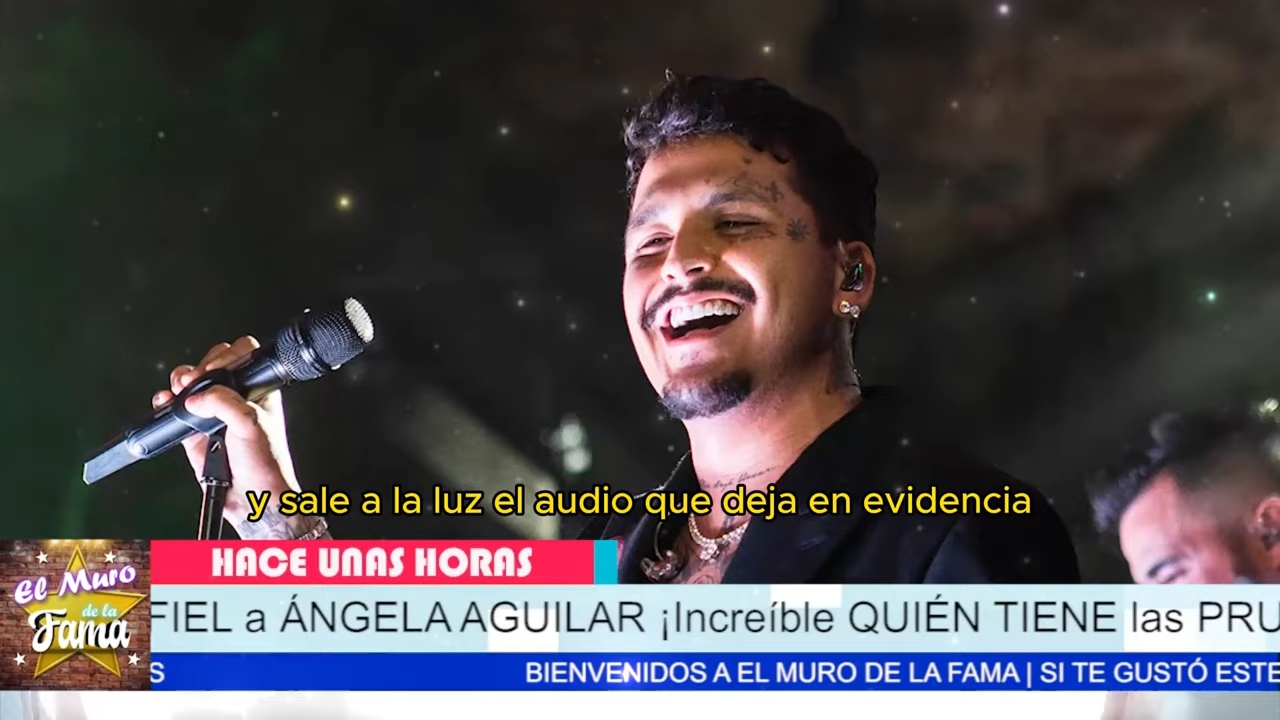 y sale a la luz el audio que deja en evidencia
HACE UNAS HORAS
El Muro
de la
Fama
FIEL a ÁNGELA AGUILAR ¡Increíble QUIÉN TIENE las PRU
S BIENVENIDOS A EL MURO DE LA FAMA | SI TE GUSTÓ ESTE